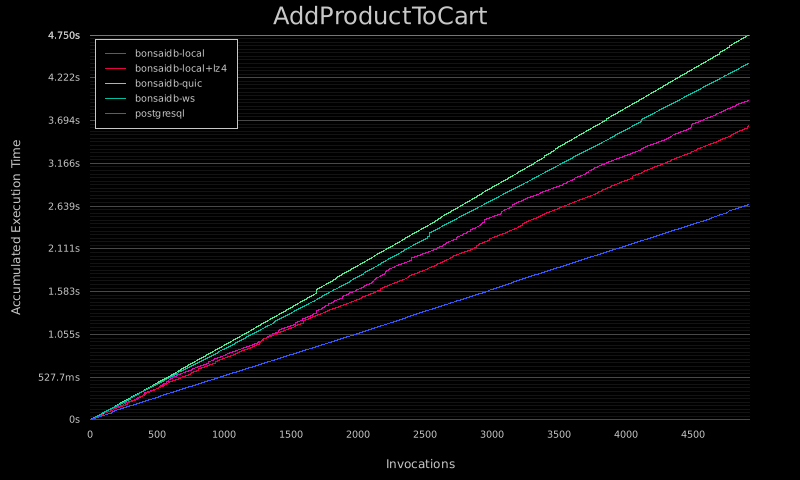 AddProductToCart
4.750s
4.222s
3.694s
3.166s
2.639s
2.111s
1.583s
1.055s
527.7ms
0s
Accumulated Execution Time
bonsaidb-local
bonsaidb-local+lz4
bonsaidb-quic
bonsaidb-ws
postgresql
0 500 1000 1500 2000 2500 3000 3500 4000 4500
Invocations